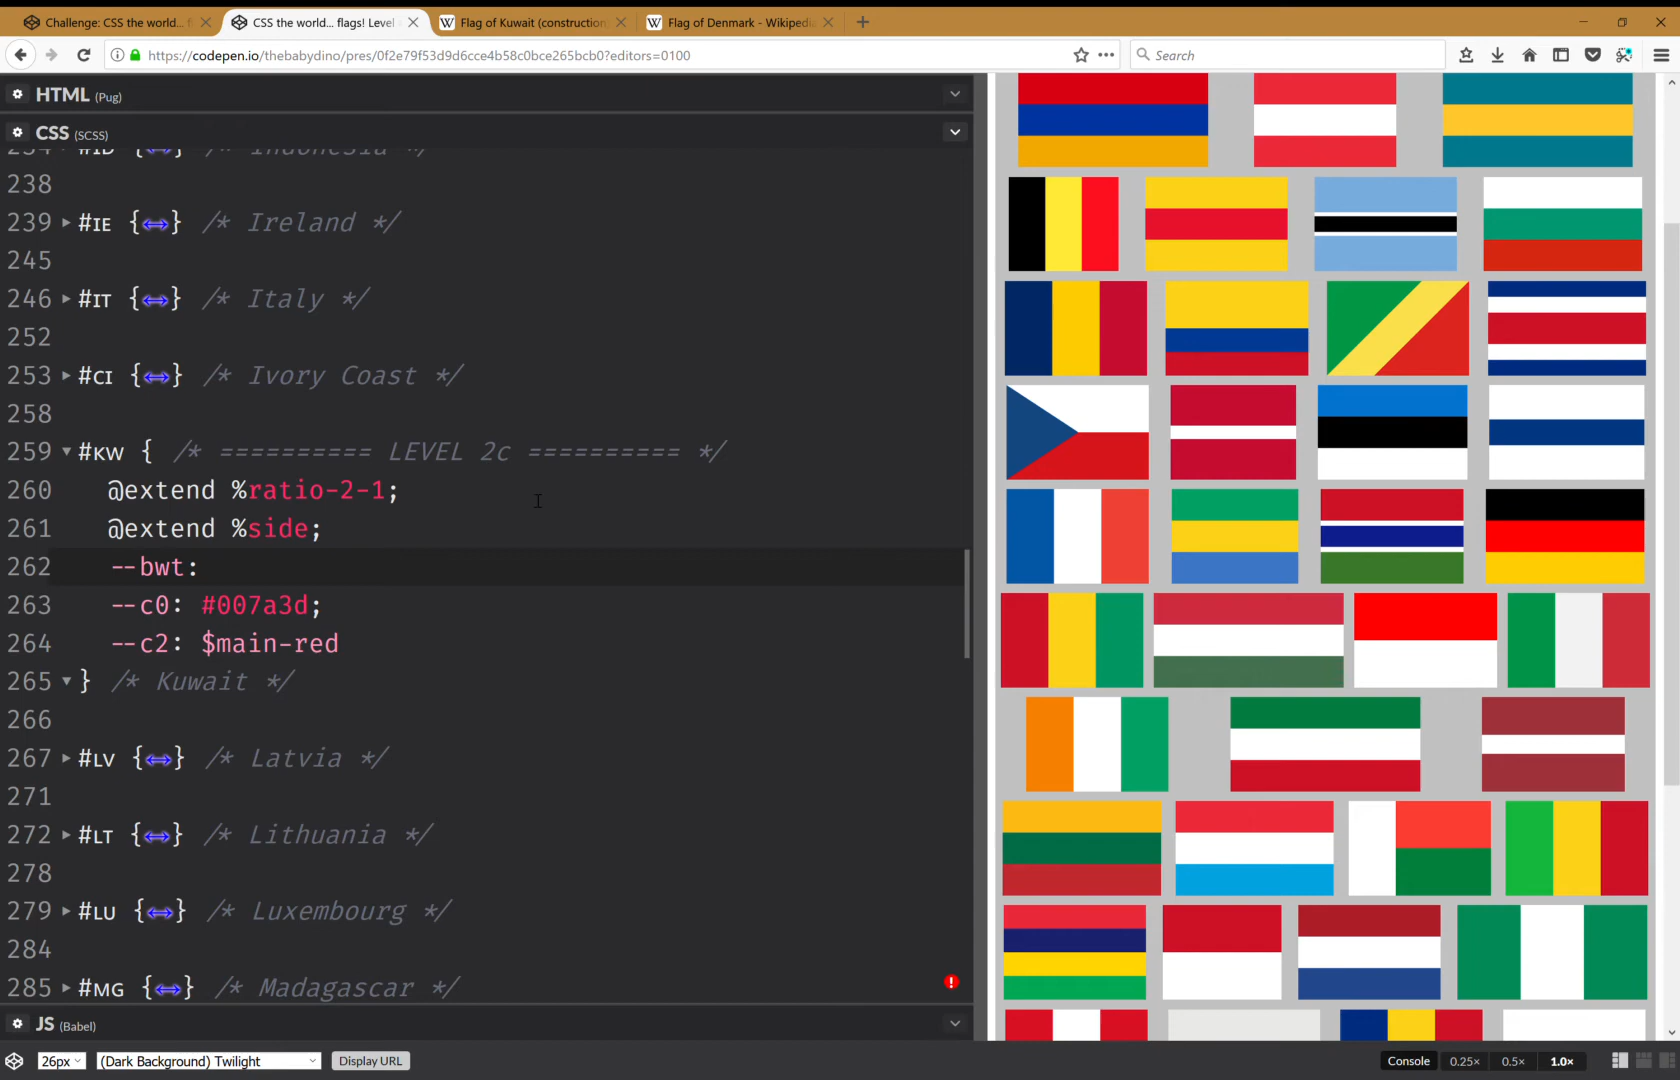 Challenge: CSS the world... f
CSS the world... flags! Level
Flag of Kuwait (construction
Flag of Denmark - Wikipedia
https://codepen.io/thebabydino/pres/0f2e79f53d9d6cce4b58c0bce265bcb0?editors=0100
Search
HTML (Pug)
CSS (SCSS)
234 #ID {↔} /* Indonesia */
238
239 #IE {↔} /* Ireland */
245
246 #IT {↔} /* Italy */
252
253 #CI {↔} /* Ivory Coast */
258
259 #KW { /* ========== LEVEL 2c ========== */
260 @extend %ratio-2-1;
261 @extend %side;
262 --bwt:
263 --c0: #007a3d;
264 --c2: $main-red
265 } /* Kuwait */
266
267 #LV {↔} /* Latvia */
271
272 #LT {↔} /* Lithuania */
278
279 #LU {↔} /* Luxembourg */
284
285 #MG {↔} /* Madagascar */
JS (Babel)
26px
(Dark Background) Twilight
Display URL
Console
0.25×
0.5×
1.0×